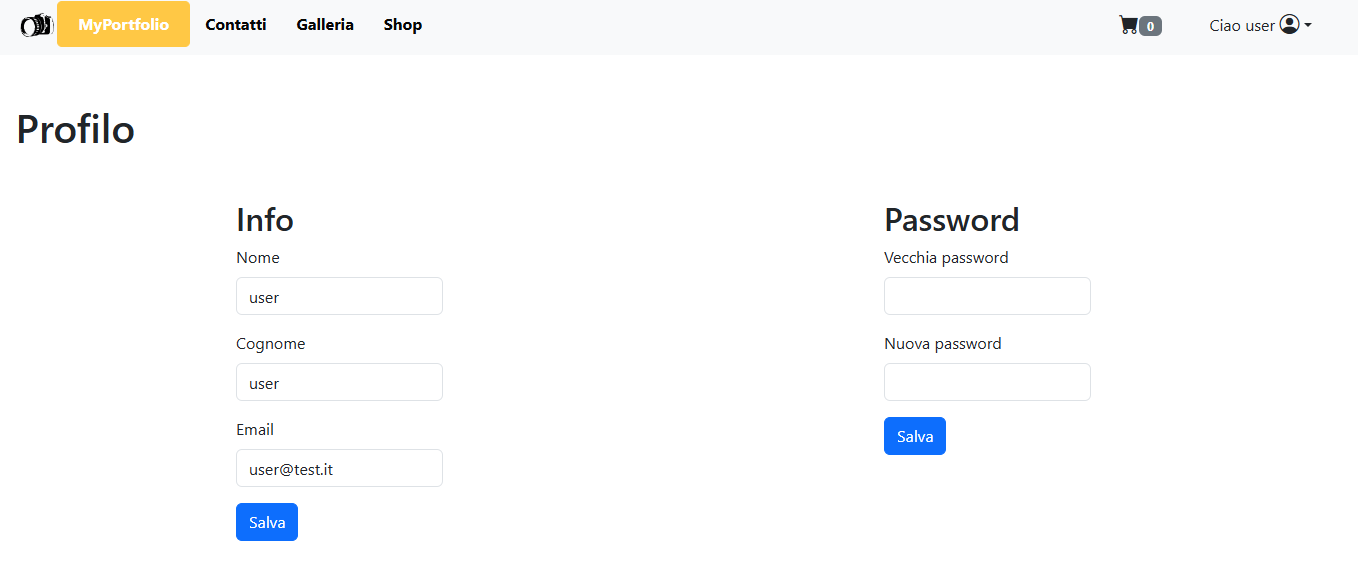 MyPortfolio Contatti Galleria Shop 0 Ciao user
Profilo
Info
Nome
user
Cognome
user
Email
user@test.it
Salva
Password
Vecchia password
Nuova password
Salva